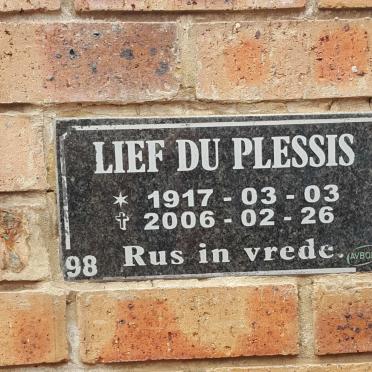 LIEF DU PLESSIS
* 1917 - 03 - 03
✝ 2006 - 02 - 26
98 Rus in vrede.